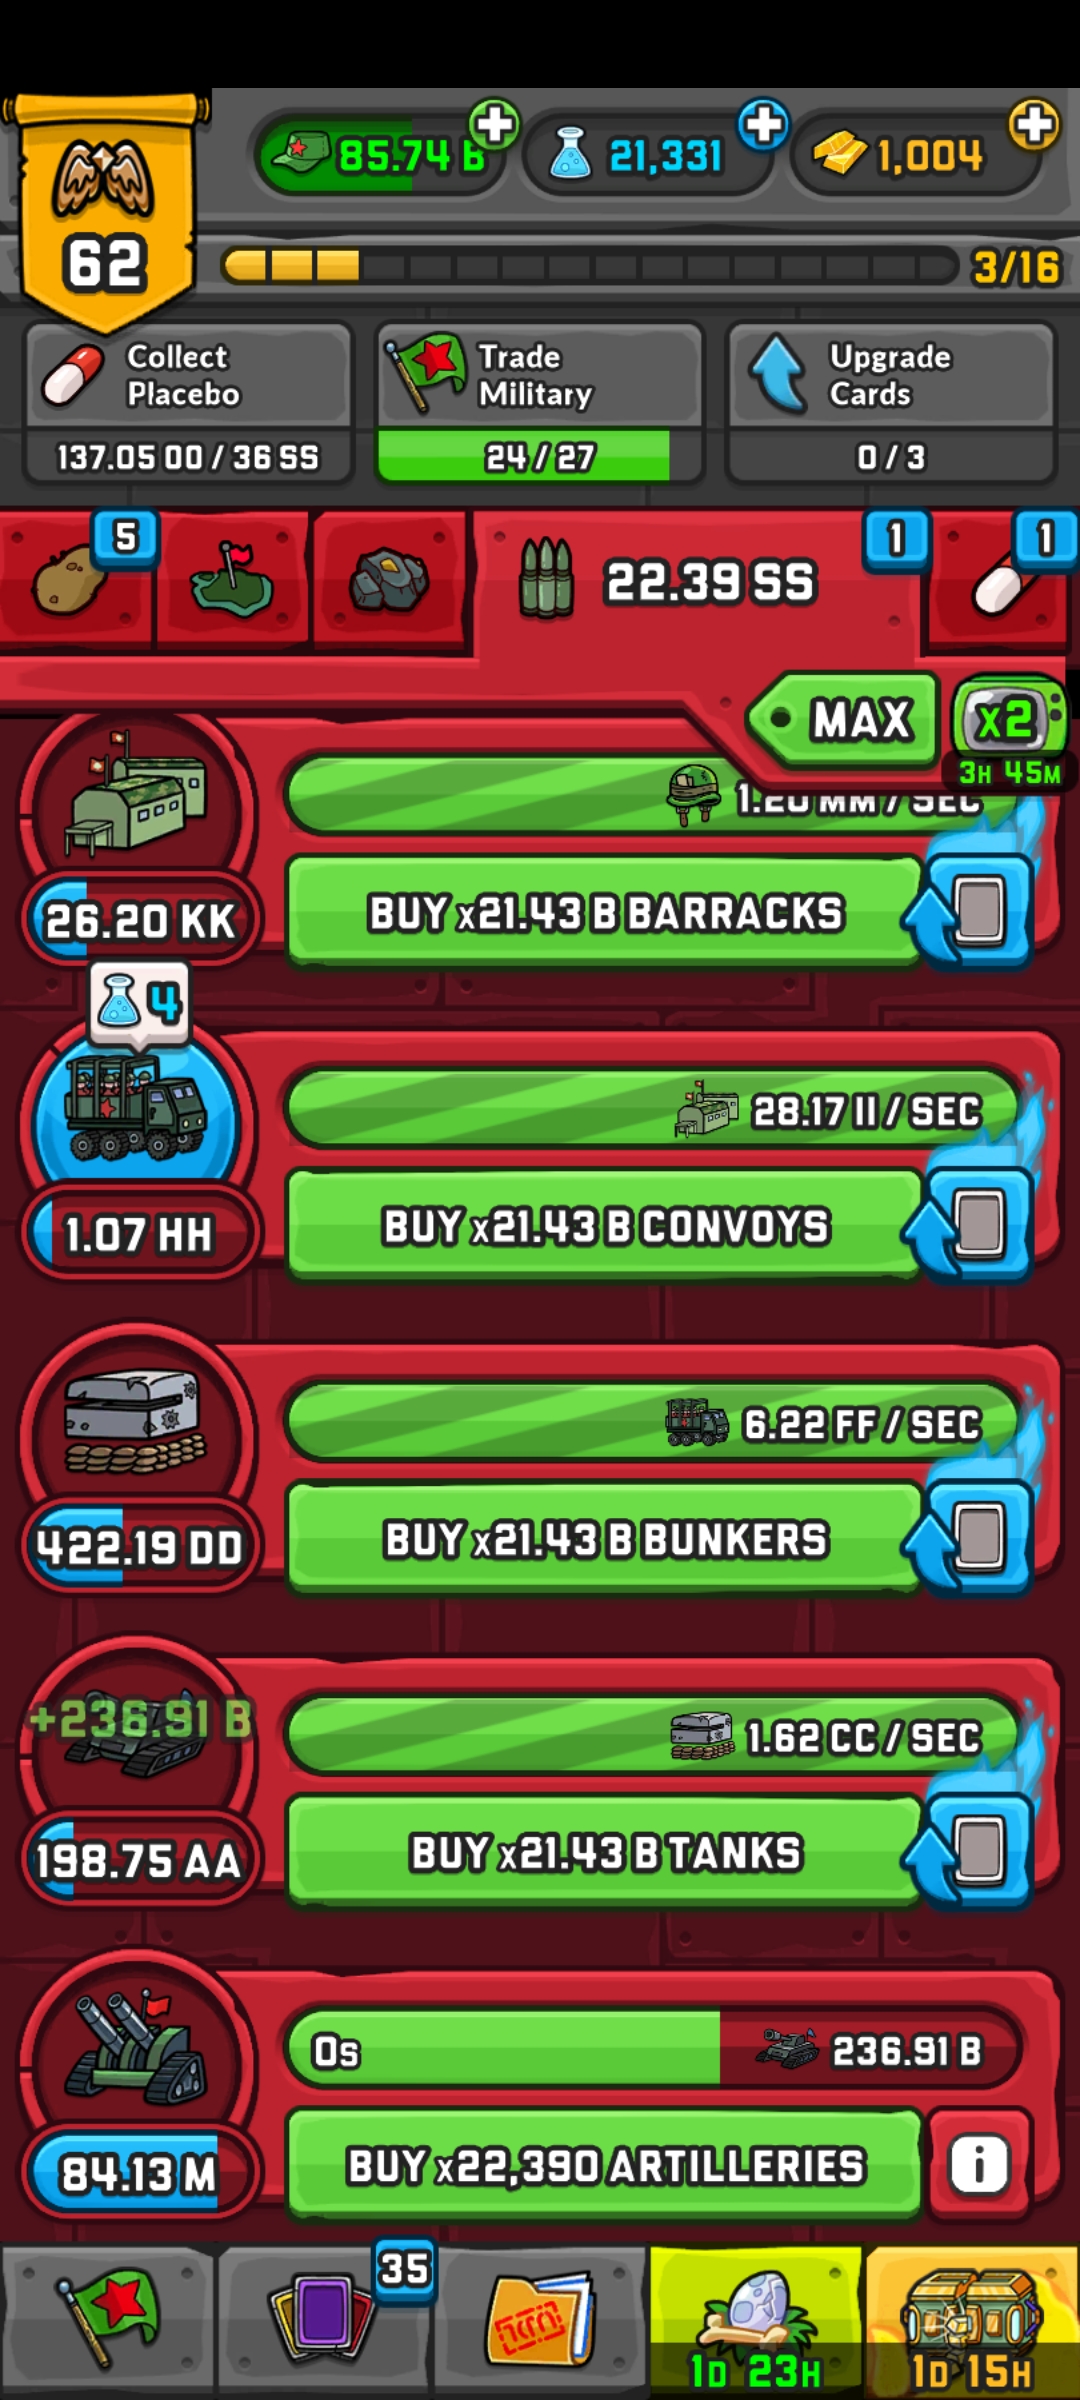 85.74 B
21,331
1,004
62
3/16
Collect
Placebo
137.05 OO / 36 SS
Trade
Military
24 / 27
Upgrade
Cards
0 / 3
5
22.39 SS
1
1
MAX
x2
3H 45M
1.20 MM / SEC
26.20 KK
BUY x21.43 B BARRACKS
4
28.17 II / SEC
1.07 HH
BUY x21.43 B CONVOYS
6.22 FF / SEC
422.19 DD
BUY x21.43 B BUNKERS
+236.91 B
1.62 CC / SEC
198.75 AA
BUY x21.43 B TANKS
0s
236.91 B
84.13 M
BUY x22,390 ARTILLERIES
i
35
1D 23H
1D 15H